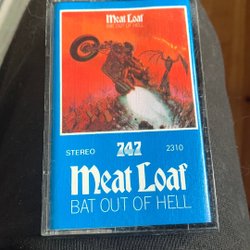 Meat Loaf
BAT OUT OF HELL
STEREO 747 2310
Meat Loaf
BAT OUT OF HELL